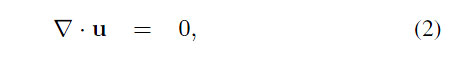 ∇ · u = 0, (2)